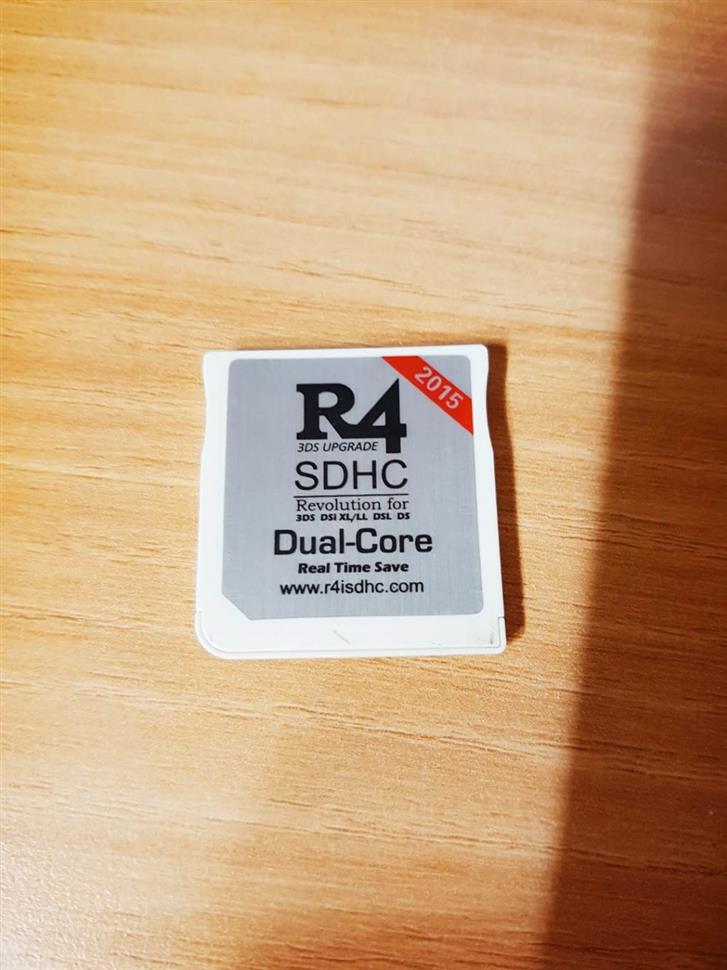 2015
R4
3DS UPGRADE
SDHC
Revolution for
3DS DSi XL/LL DSL DS
Dual-Core
Real Time Save
www.r4isdhc.com